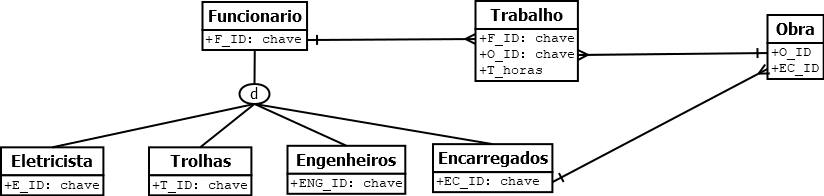 Funcionario
+F_ID: chave
Trabalho
+F_ID: chave
+O_ID: chave
+T_horas
Obra
+O_ID
+EC_ID
d
Eletricista
+E_ID: chave
Trolhas
+T_ID: chave
Engenheiros
+ENG_ID: chave
Encarregados
+EC_ID: chave